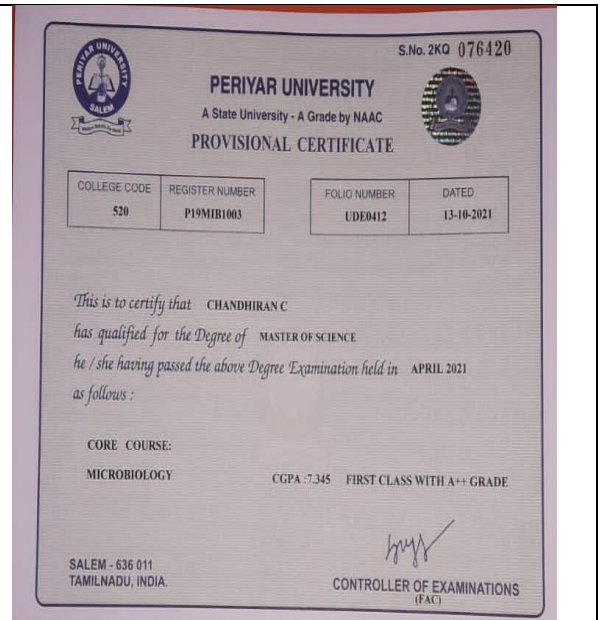 S.No. 2KQ 076420
PERIYAR UNIVERSITY
SALEM
PERIYAR UNIVERSITY
A State University - A Grade by NAAC
PROVISIONAL CERTIFICATE
COLLEGE CODE REGISTER NUMBER FOLIO NUMBER DATED
520 P19MIB1003 UDE0412 13-10-2021
This is to certify that CHANDHIRAN C
has qualified for the Degree of MASTER OF SCIENCE
he / she having passed the above Degree Examination held in APRIL 2021
as follows :
CORE COURSE:
MICROBIOLOGY CGPA :7.345 FIRST CLASS WITH A++ GRADE
SALEM - 636 011
TAMILNADU, INDIA.
CONTROLLER OF EXAMINATIONS
(FAC)